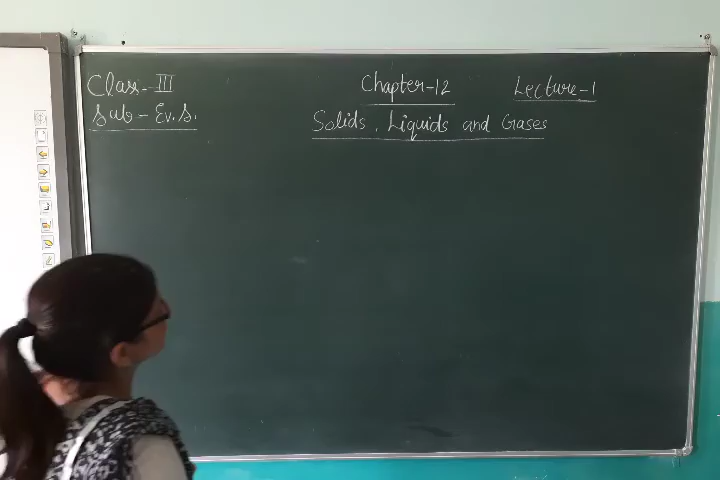 Class-III Chapter-12 Lecture-1
Sub - Ev.S.
Solids, Liquids and Gases